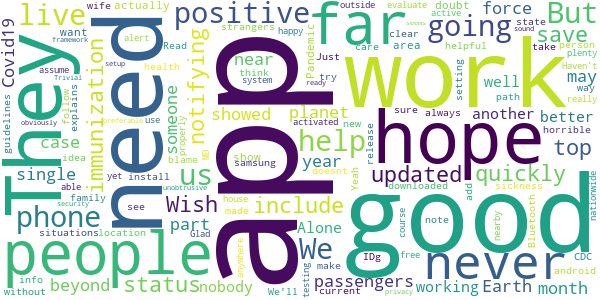 Covid19
wife
actually
alert
Read
positive
strangers
Pandemic
far
going
outside
evaluate
active
seems
state
sound
But
save
nationwide
live
want
framework
assume
Trivial
setup
health
near
think
happy
ready
care
Just
try
clear
area
force
doubt
helpful
setting
take
person
plenty
Haven't
well
path
may
way
really
They
guidelines
follow
explains
case
idea
need
immunization
preferable
use
notifying
someone
properly
ND
blame
yet
install
single
able
family
security
app
showed
system
show
samsung
planet
activated
year
doesnt
help
new
work
hope
updated
release
downloaded
sure
always
another
better
horrible
top
quickly
add
sickness
phone
obviously
us
Wish
part
see
unobtrusive
Glad
house
made
anywhere
include
Yeah
Alone
We
note
course
never
Bluetooth
nearby
CDC
android
people
status
situations
location
info
without
beyond
nobody
We'll
testing
make
current
passengers
IDg
free
privacy
working
Earth
month
good